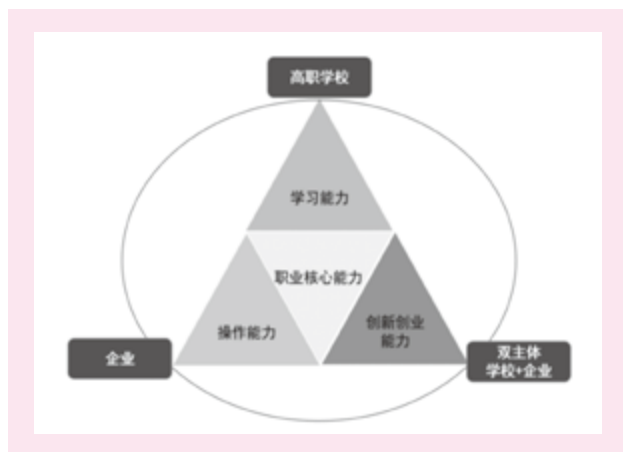 高职学校
学习能力
职业核心能力
操作能力
创新创业
能力
企业
双主体
学校+企业